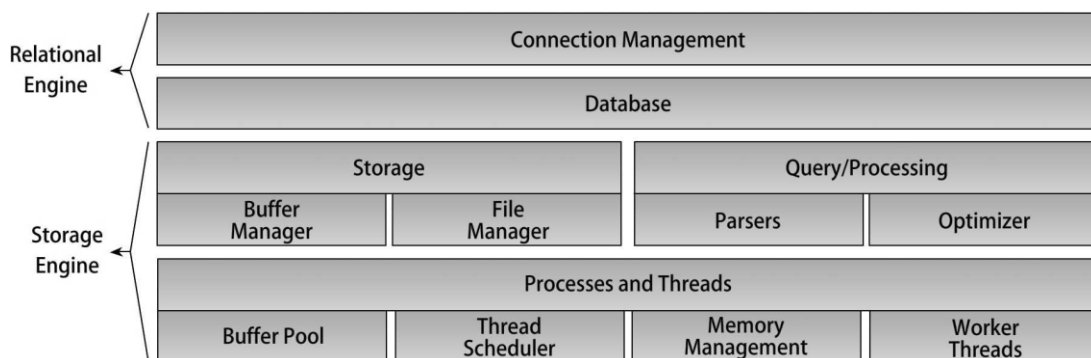 Relational
Engine
Connection Management
Database
Storage
Engine
Storage
Query/Processing
Buffer
Manager
File
Manager
Parsers
Optimizer
Processes and Threads
Buffer Pool
Thread
Scheduler
Memory
Management
Worker
Threads